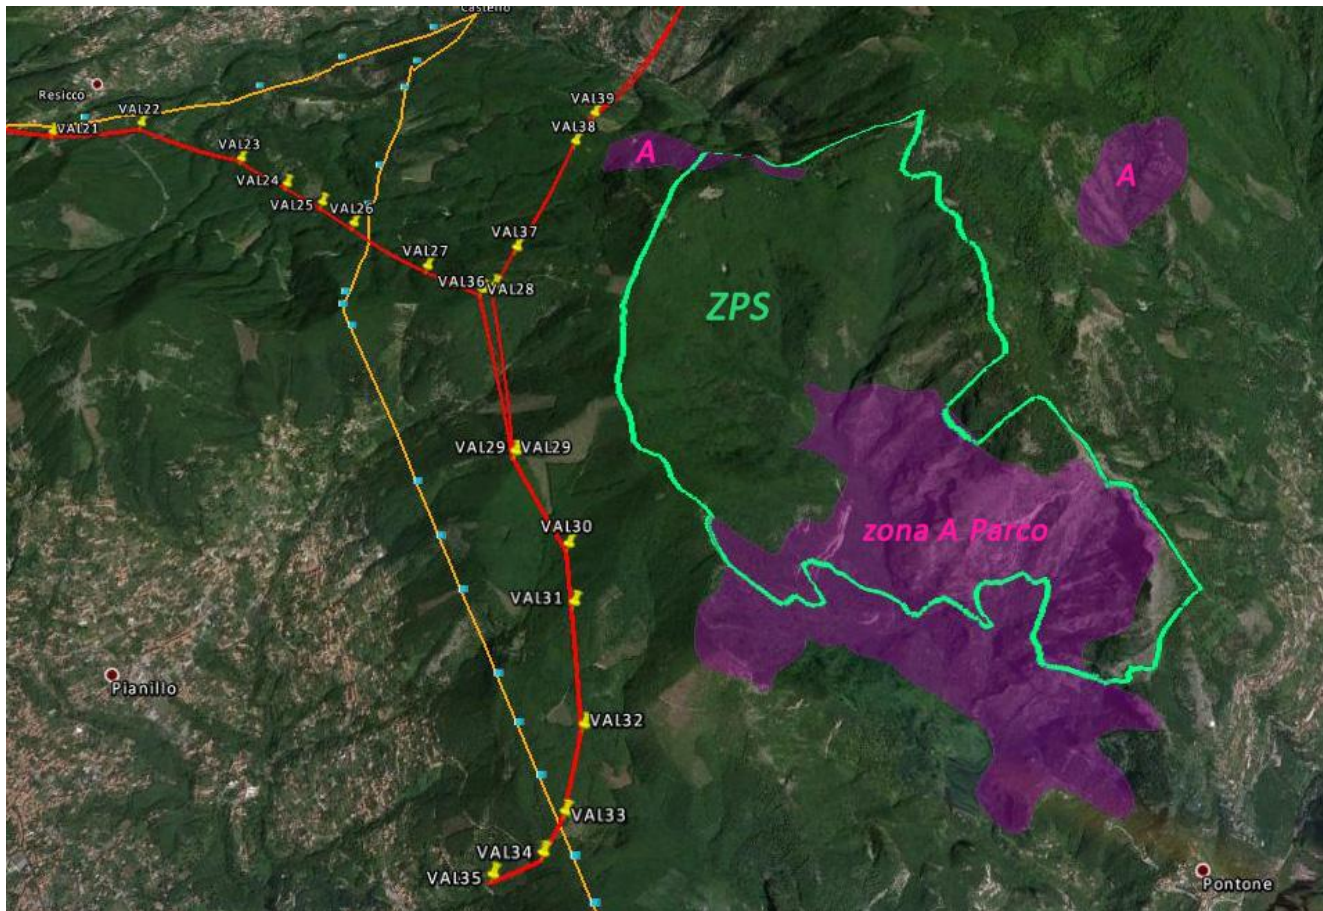 Castello
Resicco
VAL21
VAL22
VAL23
VAL24
VAL25
VAL26
VAL27
VAL36
VAL28
VAL37
VAL38
VAL39
A
A
ZPS
VAL29
VAL29
VAL30
zona A Parco
VAL31
Pianillo
VAL32
VAL33
VAL34
VAL35
Pontone